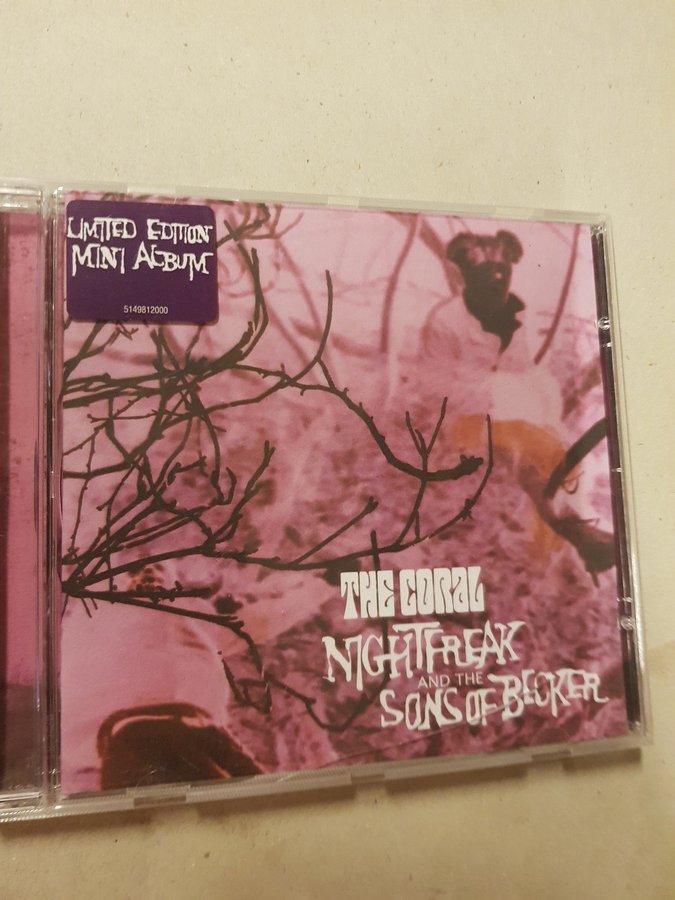 LIMITED EDITION
MINI ALBUM
5149812000
THE CORAL
NIGHTFREAK
AND THE
SONS OF BECKER